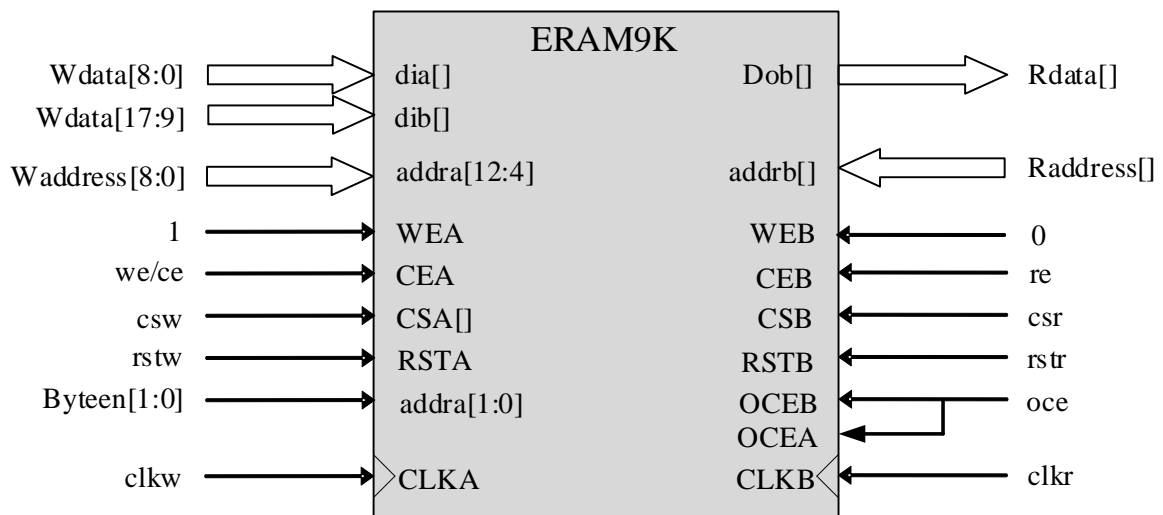 ERAM9K
Wdata[8:0] dia[] Dob[] Rdata[]
Wdata[17:9] dib[]
Waddress[8:0] addra[12:4] addrb[] Raddress[]
1 WEA WEB 0
we/ce CEA CEB re
csw CSA[] CSB csr
rstw RSTA RSTB rstr
Byteen[1:0] addra[1:0] OCEB oce
OCEA
clkw CLKA CLKB clkr